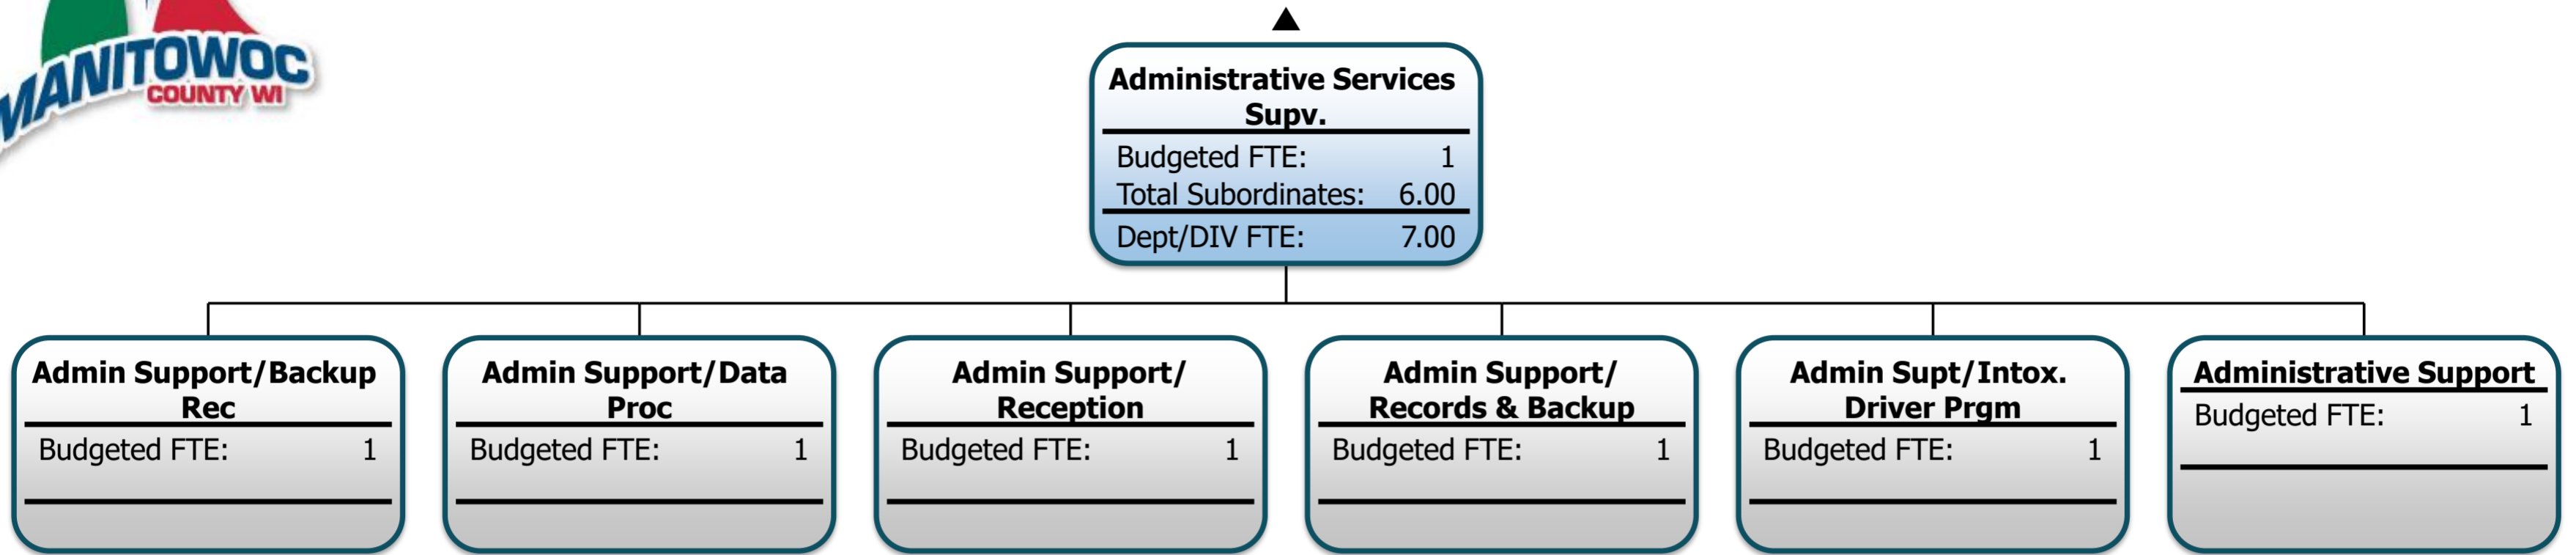 MANITOWOC
COUNTY WI
Administrative Services
Supv.
Budgeted FTE: 1
Total Subordinates: 6.00
Dept/DIV FTE: 7.00
Admin Support/Backup
Rec
Budgeted FTE: 1
Admin Support/Data
Proc
Budgeted FTE: 1
Admin Support/
Reception
Budgeted FTE: 1
Admin Support/
Records & Backup
Budgeted FTE: 1
Admin Supt/Intox.
Driver Prgm
Budgeted FTE: 1
Administrative Support
Budgeted FTE: 1